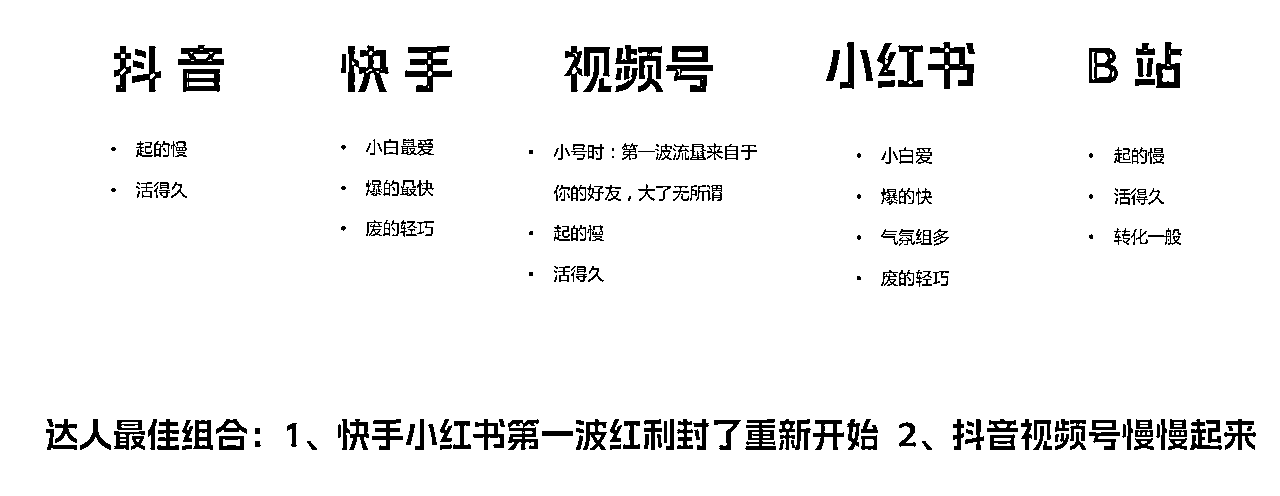 抖音
• 起的慢
• 活得久
快手
• 小白最爱
• 爆的最快
• 废的轻巧
视频号
• 小号时：第一波流量来自于
你的好友，大了无所谓
• 起的慢
• 活得久
小红书
• 小白爱
• 爆的快
• 气氛组多
• 废的轻巧
B站
• 起的慢
• 活得久
• 转化一般
达人最佳组合：1、快手小红书第一波红利封了重新开始 2、抖音视频号慢慢起来